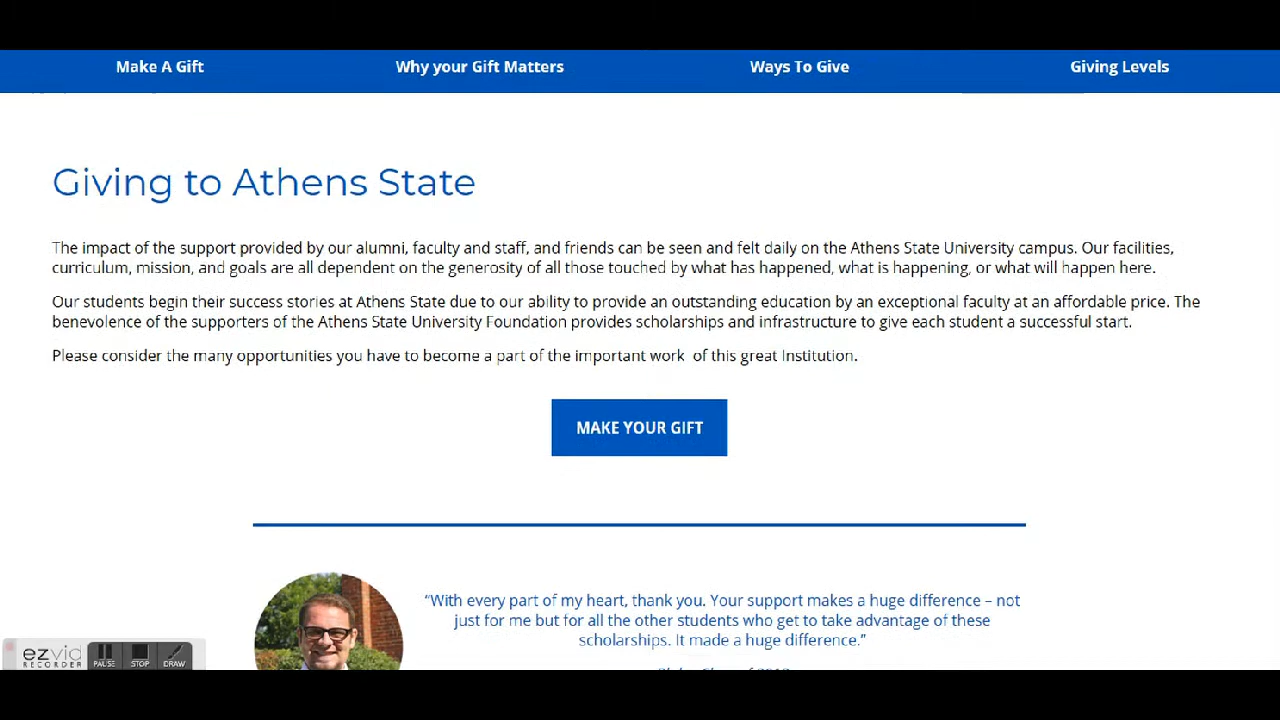 Make A Gift
Why your Gift Matters
Ways To Give
Giving Levels
Giving to Athens State
The impact of the support provided by our alumni, faculty and staff, and friends can be seen and felt daily on the Athens State University campus. Our facilities,
curriculum, mission, and goals are all dependent on the generosity of all those touched by what has happened, what is happening, or what will happen here.
Our students begin their success stories at Athens State due to our ability to provide an outstanding education by an exceptional faculty at an affordable price. The
benevolence of the supporters of the Athens State University Foundation provides scholarships and infrastructure to give each student a successful start.
Please consider the many opportunities you have to become a part of the important work of this great Institution.
MAKE YOUR GIFT
“With every part of my heart, thank you. Your support makes a huge difference – not
just for me but for all the other students who get to take advantage of these
scholarships. It made a huge difference.”
ezvid
RECORDER
PAUSE
STOP
DRAW